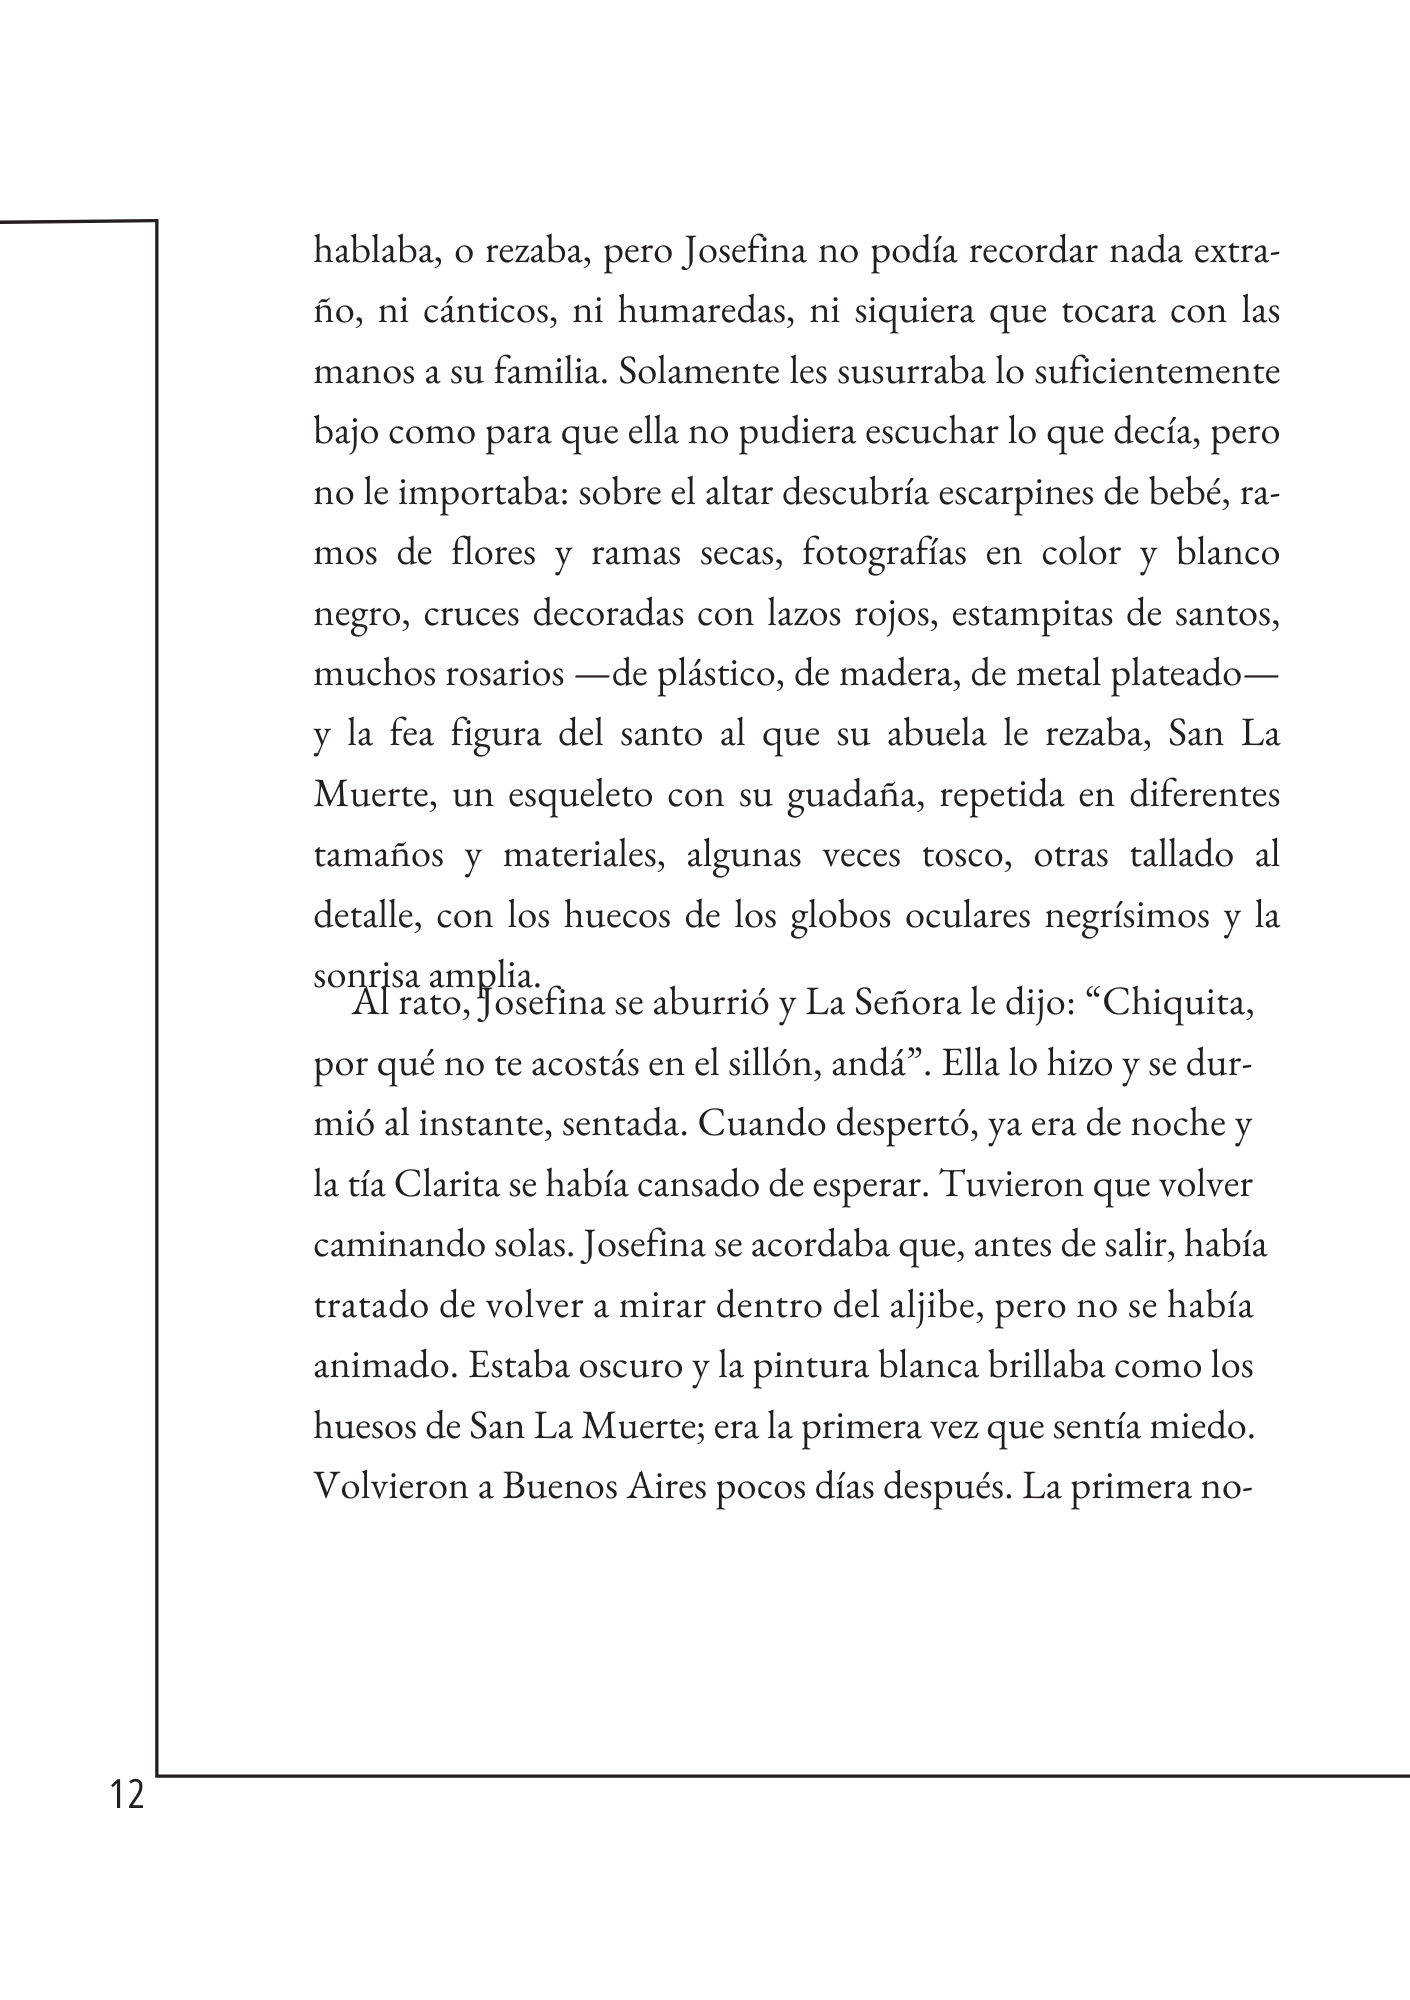 hablaba, o rezaba, pero Josefina no podía recordar nada extra-
ño, ni cánticos, ni humaredas, ni siquiera que tocara con las
manos a su familia. Solamente les susurraba lo suficientemente
bajo como para que ella no pudiera escuchar lo que decía, pero
no le importaba: sobre el altar descubría escarpines de bebé, ra-
mos de flores y ramas secas, fotografías en color y blanco
negro, cruces decoradas con lazos rojos, estampitas de santos,
muchos rosarios —de plástico, de madera, de metal plateado—
y la fea figura del santo al que su abuela le rezaba, San La
Muerte, un esqueleto con su guadaña, repetida en diferentes
tamaños y materiales, algunas veces tosco, otras tallado al
detalle, con los huecos de los globos oculares negrísimos y la
sonrisa amplia.
Al rato, Josefina se aburrió y La Señora le dijo: “Chiquita,
por qué no te acostás en el sillón, andá”. Ella lo hizo y se dur-
mió al instante, sentada. Cuando despertó, ya era de noche y
la tía Clarita se había cansado de esperar. Tuvieron que volver
caminando solas. Josefina se acordaba que, antes de salir, había
tratado de volver a mirar dentro del aljibe, pero no se había
animado. Estaba oscuro y la pintura blanca brillaba como los
huesos de San La Muerte; era la primera vez que sentía miedo.
Volvieron a Buenos Aires pocos días después. La primera no-
12